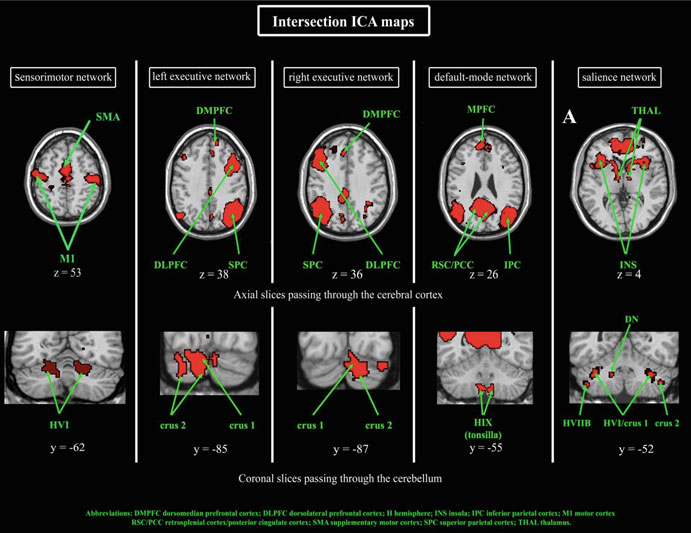 Intersection ICA maps
sensorimotor network
left executive network
right executive network
default-mode network
salience network
SMA
M1
z = 53
DMPFC
DLPFC
SPC
z = 38
DMPFC
SPC
DLPFC
z = 36
MPFC
RSC/PCC
IPC
z = 26
A
THAL
INS
z = 4
Axial slices passing through the cerebral cortex
HVI
y = -62
crus 2
crus 1
y = -85
crus 1
crus 2
y = -87
HIX
(tonsilla)
y = -55
DN
HVIIB
HVI/crus 1
crus 2
y = -52
Coronal slices passing through the cerebellum
Abbreviations: DMPFC dorsomedian prefrontal cortex; DLPFC dorsolateral prefrontal cortex; H hemisphere; INS insula; IPC inferior parietal cortex; M1 motor cortex
RSC/PCC retrosplenial cortex/posterior cingulate cortex; SMA supplementary motor cortex; SPC superior parietal cortex; THAL thalamus.